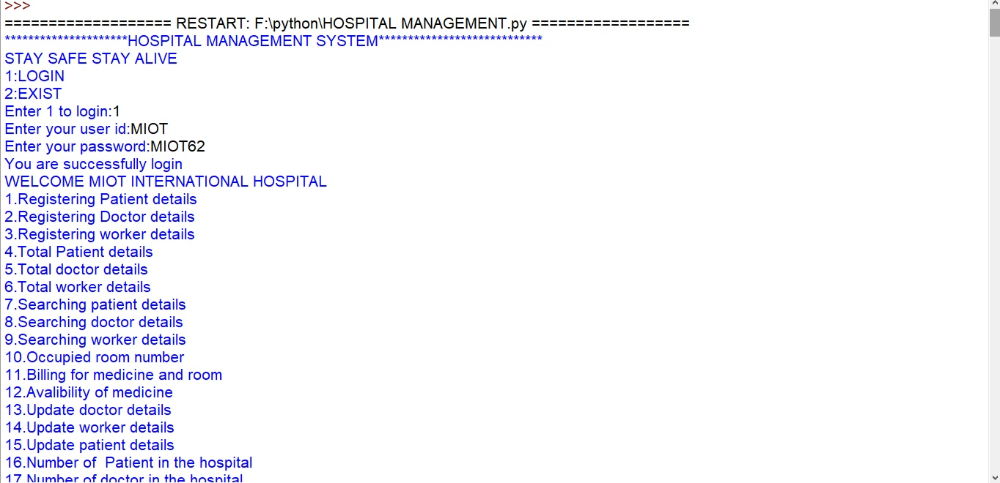 >>>
=================== RESTART: F:\python\HOSPITAL MANAGEMENT.py ==================
*********************HOSPITAL MANAGEMENT SYSTEM****************************
STAY SAFE STAY ALIVE
1:LOGIN
2:EXIST
Enter 1 to login:1
Enter your user id:MIOT
Enter your password:MIOT62
You are successfully login
WELCOME MIOT INTERNATIONAL HOSPITAL
1.Registering Patient details
2.Registering Doctor details
3.Registering worker details
4.Total Patient details
5.Total doctor details
6.Total worker details
7.Searching patient details
8.Searching doctor details
9.Searching worker details
10.Occupied room number
11.Billing for medicine and room
12.Avalibility of medicine
13.Update doctor details
14.Update worker details
15.Update patient details
16.Number of  Patient in the hospital
17.Number of doctor in the hospital